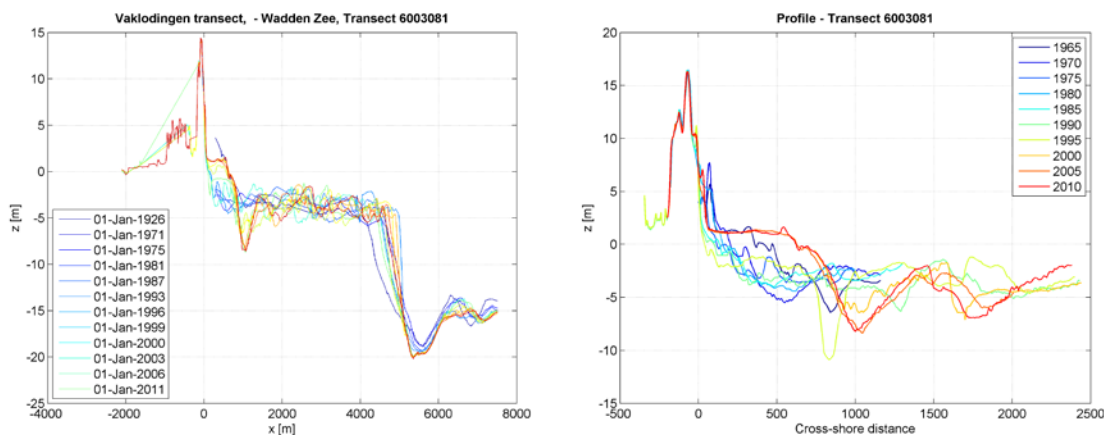 Vaklodingen transect,  - Wadden Zee, Transect 6003081
15
10
5
0
-5
-10
-15
-20
-25
z [m]
01-Jan-1926
01-Jan-1971
01-Jan-1975
01-Jan-1981
01-Jan-1987
01-Jan-1993
01-Jan-1996
01-Jan-1999
01-Jan-2000
01-Jan-2003
01-Jan-2006
01-Jan-2011
-4000 -2000 0 2000 4000 6000 8000
x [m]
Profile - Transect 6003081
20
15
10
5
0
-5
-10
-15
z [m]
1965
1970
1975
1980
1985
1990
1995
2000
2005
2010
-500 0 500 1000 1500 2000 2500
Cross-shore distance